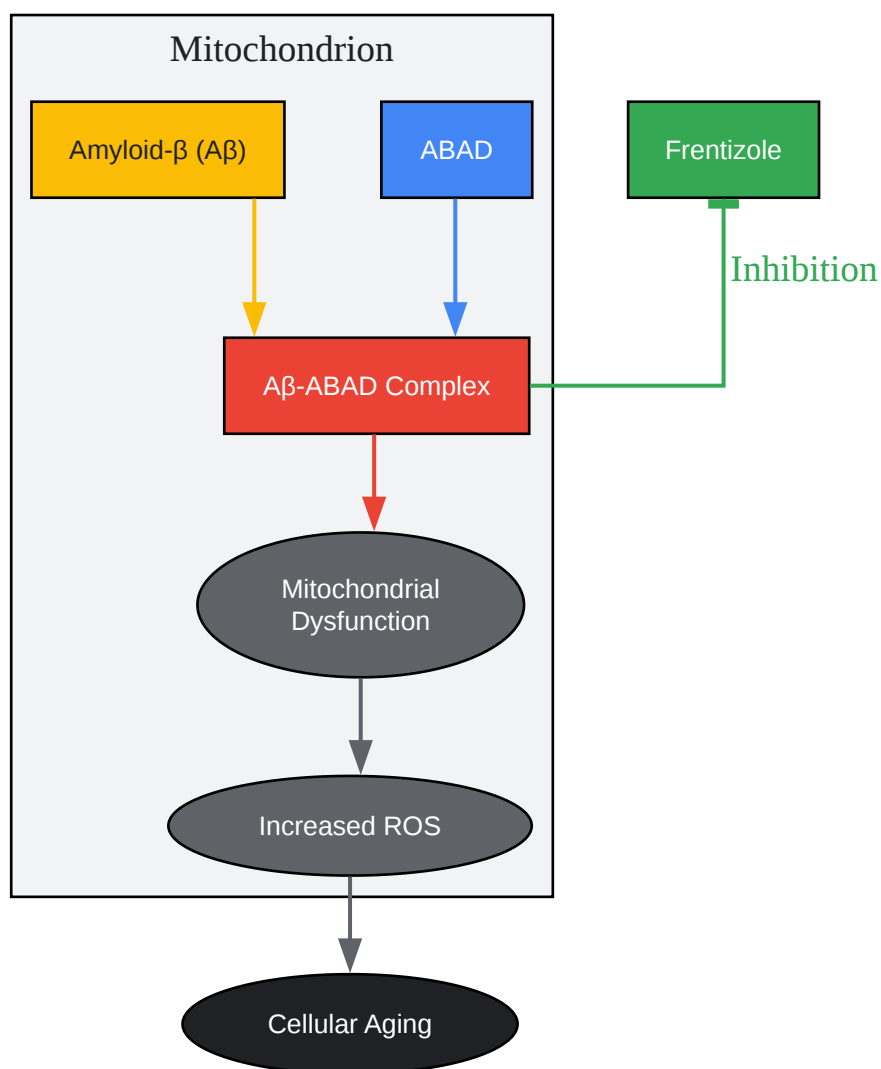 Mitochondrion
Amyloid-β (Aβ)
ABAD
Frentizole
Inhibition
Aβ-ABAD Complex
Mitochondrial
Dysfunction
Increased ROS
Cellular Aging